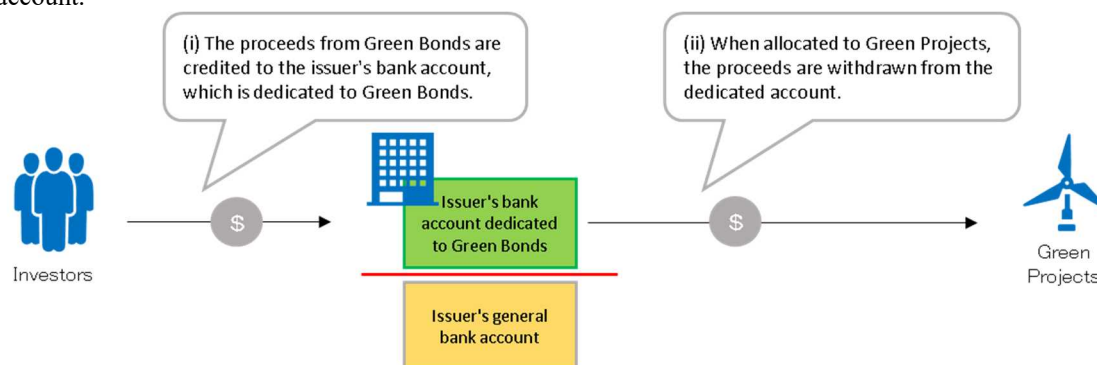 account.
(i) The proceeds from Green Bonds are
credited to the issuer's bank account,
which is dedicated to Green Bonds.
(ii) When allocated to Green Projects,
the proceeds are withdrawn from the
dedicated account.
$
$
Issuer's bank
account dedicated
to Green Bonds
Investors
Green
Projects
Issuer's general
bank account